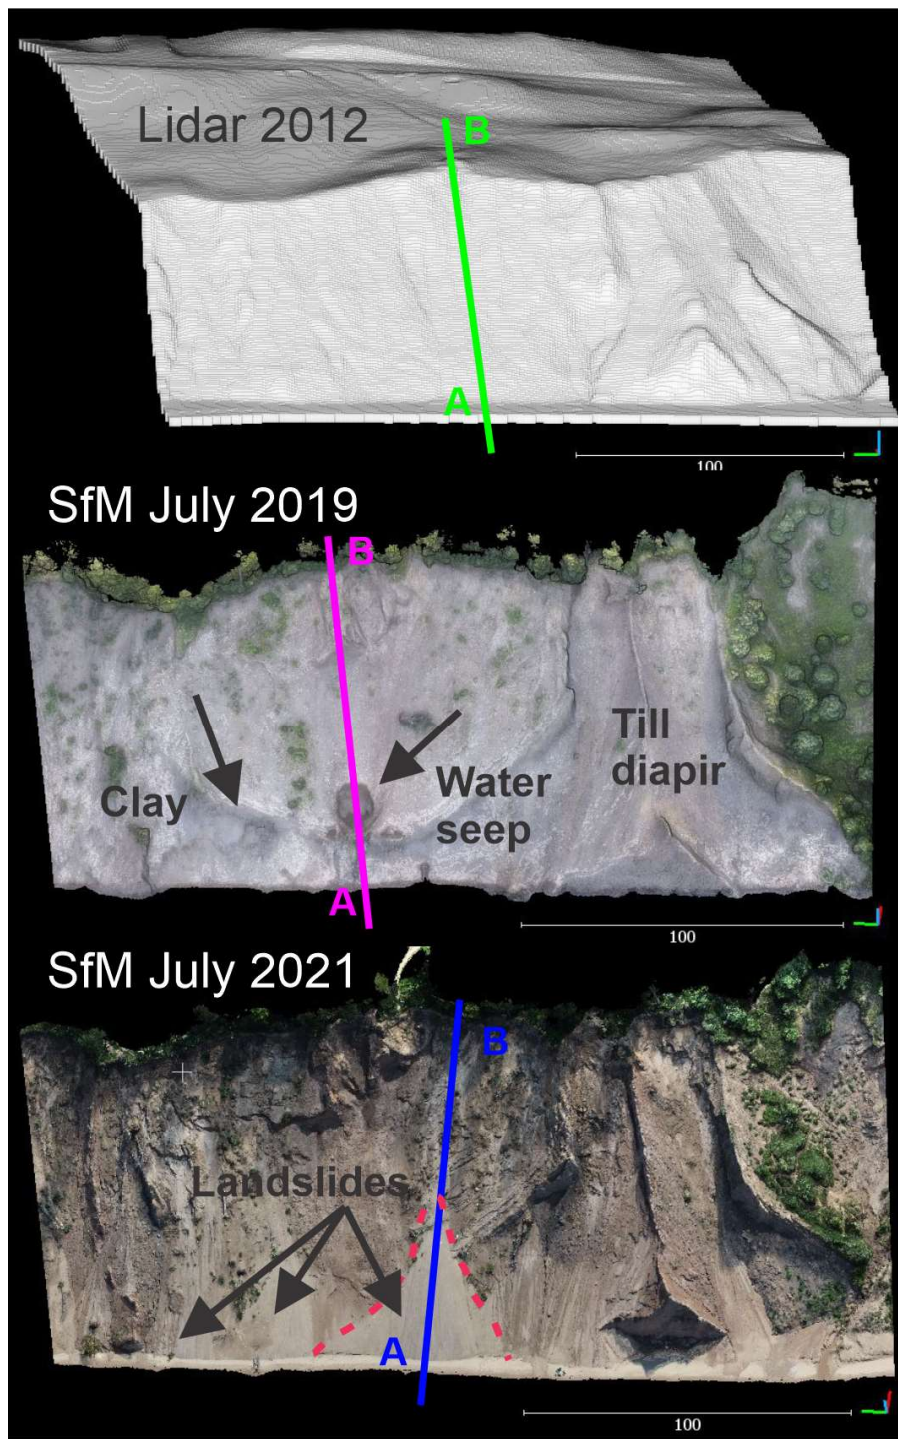 Lidar 2012
B
A
100
SfM July 2019
B
Till
diapir
Clay
Water
seep
A
100
SfM July 2021
B
Landslides
A
100